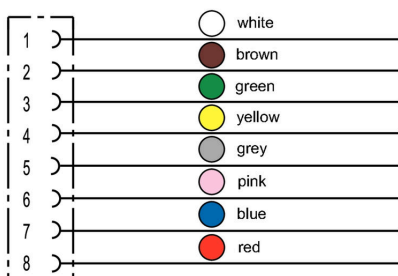 white
1
brown
2
green
3
yellow
4
grey
5
pink
6
blue
7
red
8